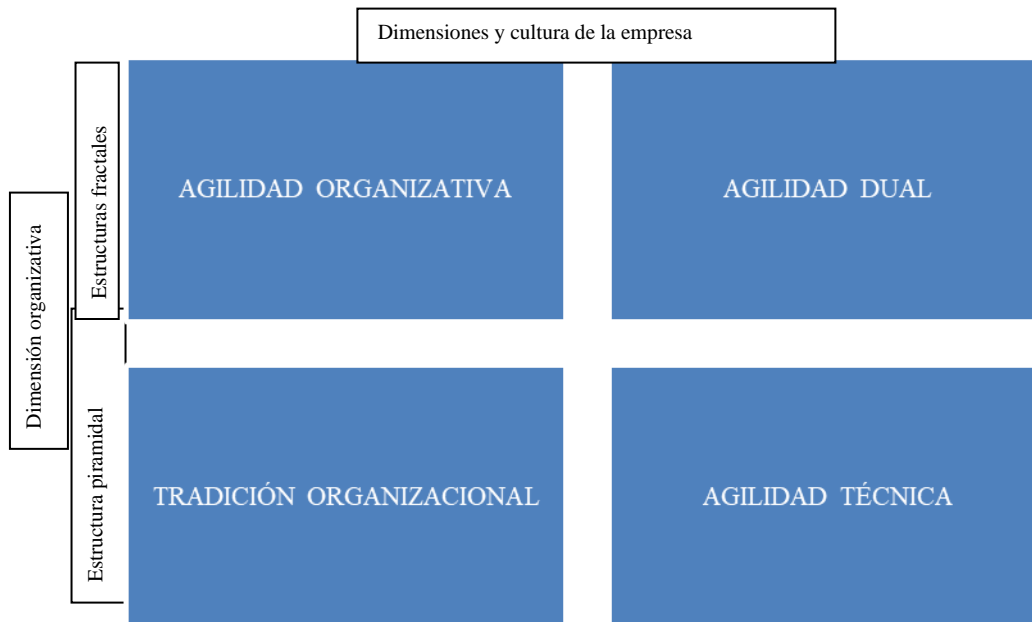 Dimensiones y cultura de la empresa
Dimensión organizativa
Estructuras fractales
AGILIDAD ORGANIZATIVA
AGILIDAD DUAL
Estructura piramidal
TRADICIÓN ORGANIZACIONAL
AGILIDAD TÉCNICA